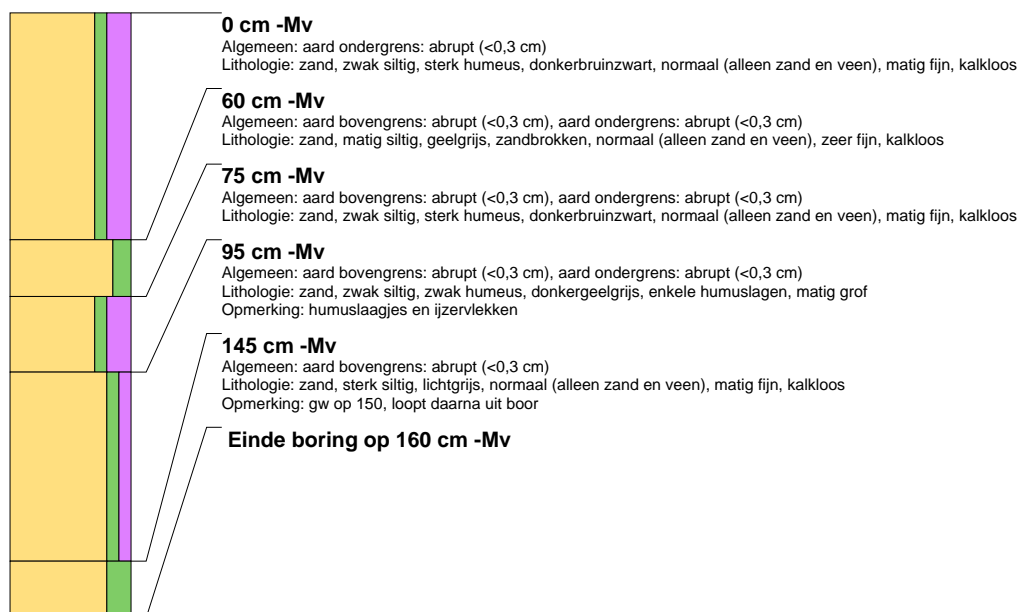 0 cm -Mv
Algemeen: aard ondergrens: abrupt (<0,3 cm)
Lithologie: zand, zwak siltig, sterk humeus, donkerbruinzwart, normaal (alleen zand en veen), matig fijn, kalkloos
60 cm -Mv
Algemeen: aard bovengrens: abrupt (<0,3 cm), aard ondergrens: abrupt (<0,3 cm)
Lithologie: zand, matig siltig, geelgrijs, zandbrokken, normaal (alleen zand en veen), zeer fijn, kalkloos
75 cm -Mv
Algemeen: aard bovengrens: abrupt (<0,3 cm), aard ondergrens: abrupt (<0,3 cm)
Lithologie: zand, zwak siltig, sterk humeus, donkerbruinzwart, normaal (alleen zand en veen), matig fijn, kalkloos
95 cm -Mv
Algemeen: aard bovengrens: abrupt (<0,3 cm), aard ondergrens: abrupt (<0,3 cm)
Lithologie: zand, zwak siltig, zwak humeus, donkergeelgrijs, enkele humuslagen, matig grof
Opmerking: humuslaagjes en ijzervlekken
145 cm -Mv
Algemeen: aard bovengrens: abrupt (<0,3 cm)
Lithologie: zand, sterk siltig, lichtgrijs, normaal (alleen zand en veen), matig fijn, kalkloos
Opmerking: gw op 150, loopt daarna uit boor
Einde boring op 160 cm -Mv